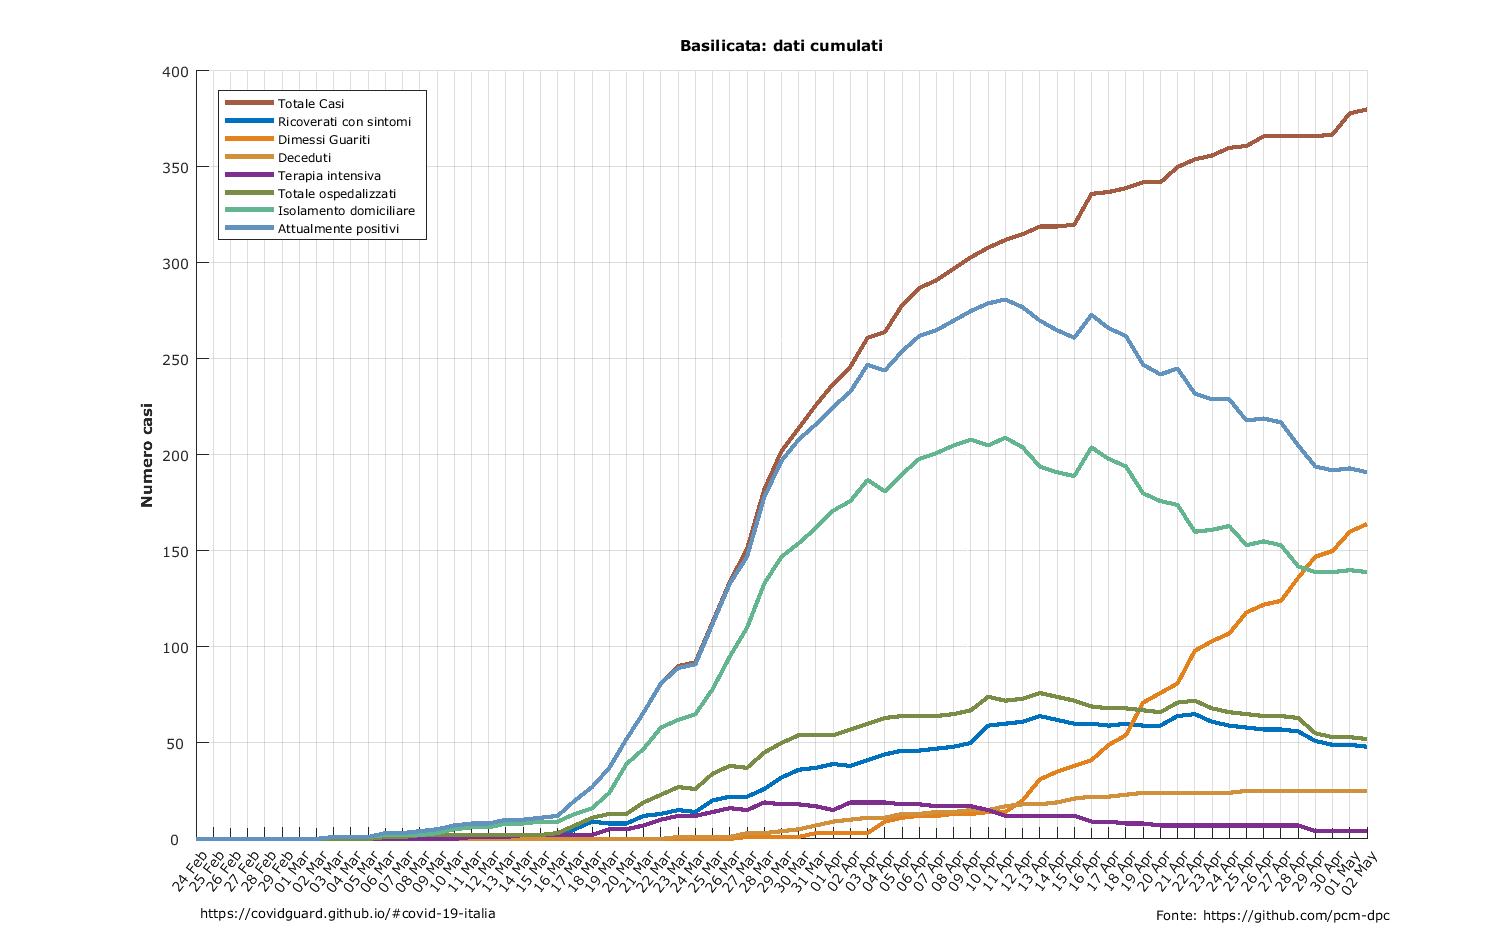 Basilicata: dati cumulati
400
350
300
250
200
150
100
50
0
Numero casi
Totale Casi
Ricoverati con sintomi
Dimessi Guariti
Deceduti
Terapia intensiva
Totale ospedalizzati
Isolamento domiciliare
Attualmente positivi
24 Feb
25 Feb
26 Feb
27 Feb
28 Feb
29 Feb
01 Mar
02 Mar
03 Mar
04 Mar
05 Mar
06 Mar
07 Mar
08 Mar
09 Mar
10 Mar
11 Mar
12 Mar
13 Mar
14 Mar
15 Mar
16 Mar
17 Mar
18 Mar
19 Mar
20 Mar
21 Mar
22 Mar
23 Mar
24 Mar
25 Mar
26 Mar
27 Mar
28 Mar
29 Mar
30 Mar
31 Mar
01 Apr
02 Apr
03 Apr
04 Apr
05 Apr
06 Apr
07 Apr
08 Apr
09 Apr
10 Apr
11 Apr
12 Apr
13 Apr
14 Apr
15 Apr
16 Apr
17 Apr
18 Apr
19 Apr
20 Apr
21 Apr
22 Apr
23 Apr
24 Apr
25 Apr
26 Apr
27 Apr
28 Apr
29 Apr
30 Apr
01 May
02 May
https://covidguard.github.io/#covid-19-italia
Fonte: https://github.com/pcm-dpc